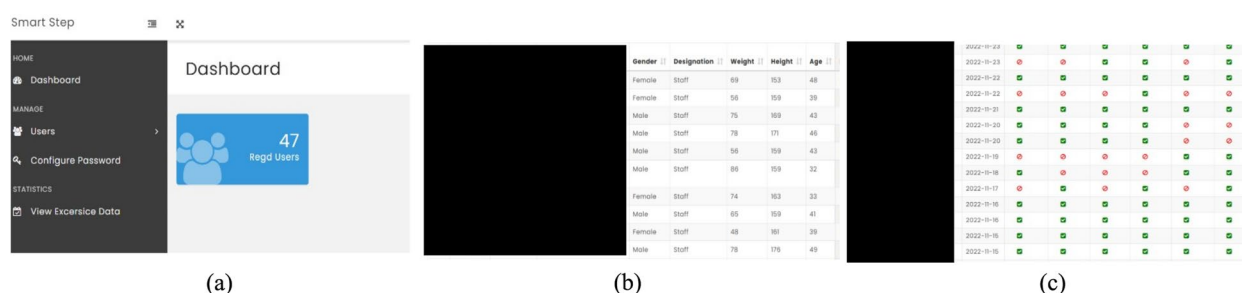 Smart Step
HOME
Dashboard
MANAGE
Users
Configure Password
STATISTICS
View Excersice Data
Dashboard
47
Regd Users
(a)
Gender Designation Weight Height Age
Female Staff 69 153 48
Female Staff 56 159 39
Male Staff 75 169 43
Male Staff 78 171 46
Male Staff 56 159 43
Male Staff 86 159 32
Female Staff 74 163 33
Male Staff 65 159 41
Female Staff 48 161 39
Male Staff 78 176 49
(b)
2022-11-23
2022-11-23
2022-11-22
2022-11-22
2022-11-21
2022-11-20
2022-11-20
2022-11-19
2022-11-18
2022-11-17
2022-11-16
2022-11-16
2022-11-15
2022-11-15
(c)